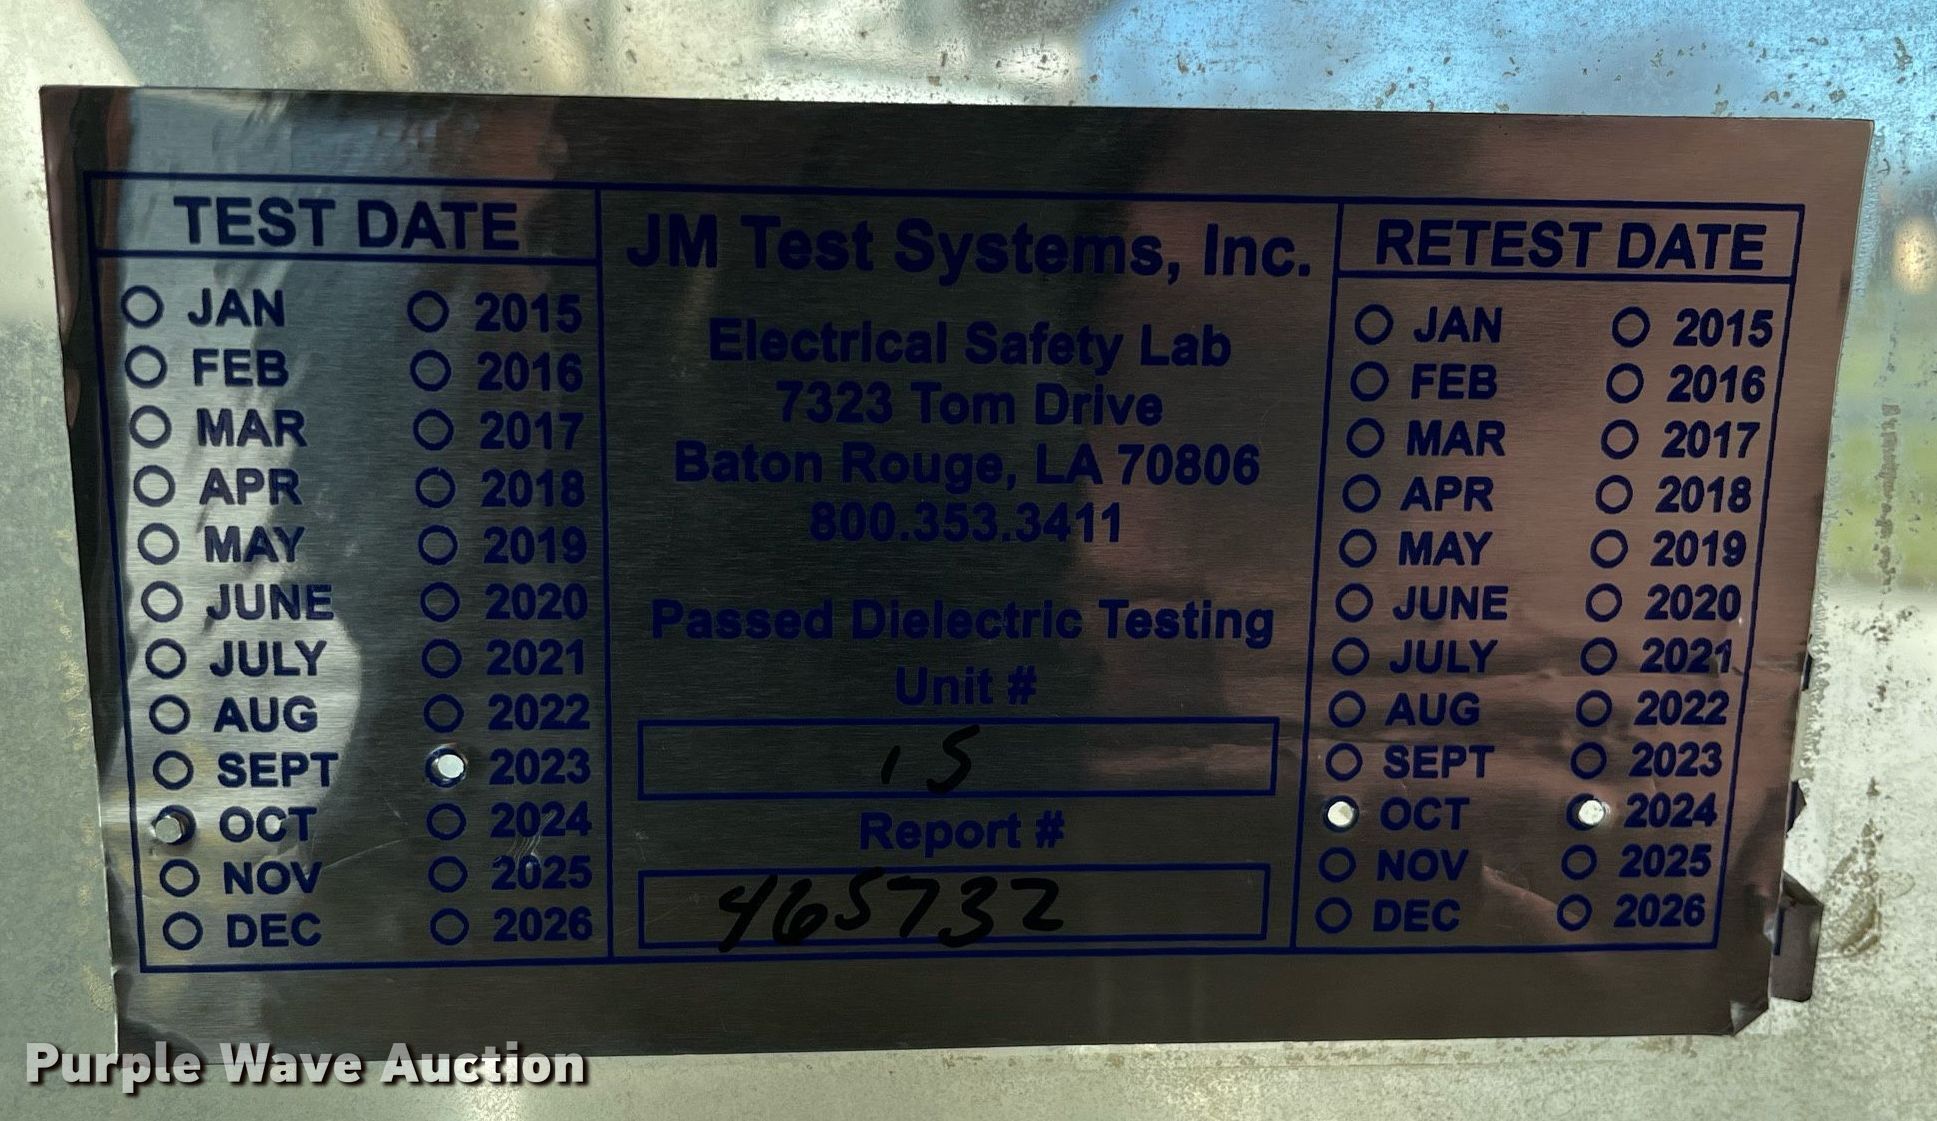 TEST DATE
JAN 2015
FEB 2016
MAR 2017
APR 2018
MAY 2019
JUNE 2020
JULY 2021
AUG 2022
SEPT 2023
OCT 2024
NOV 2025
DEC 2026
JM Test Systems, Inc.
Electrical Safety Lab
7323 Tom Drive
Baton Rouge, LA 70806
800.353.3411
Passed Dielectric Testing
Unit #
15
Report #
465732
RETEST DATE
JAN 2015
FEB 2016
MAR 2017
APR 2018
MAY 2019
JUNE 2020
JULY 2021
AUG 2022
SEPT 2023
OCT 2024
NOV 2025
DEC 2026
Purple Wave Auction